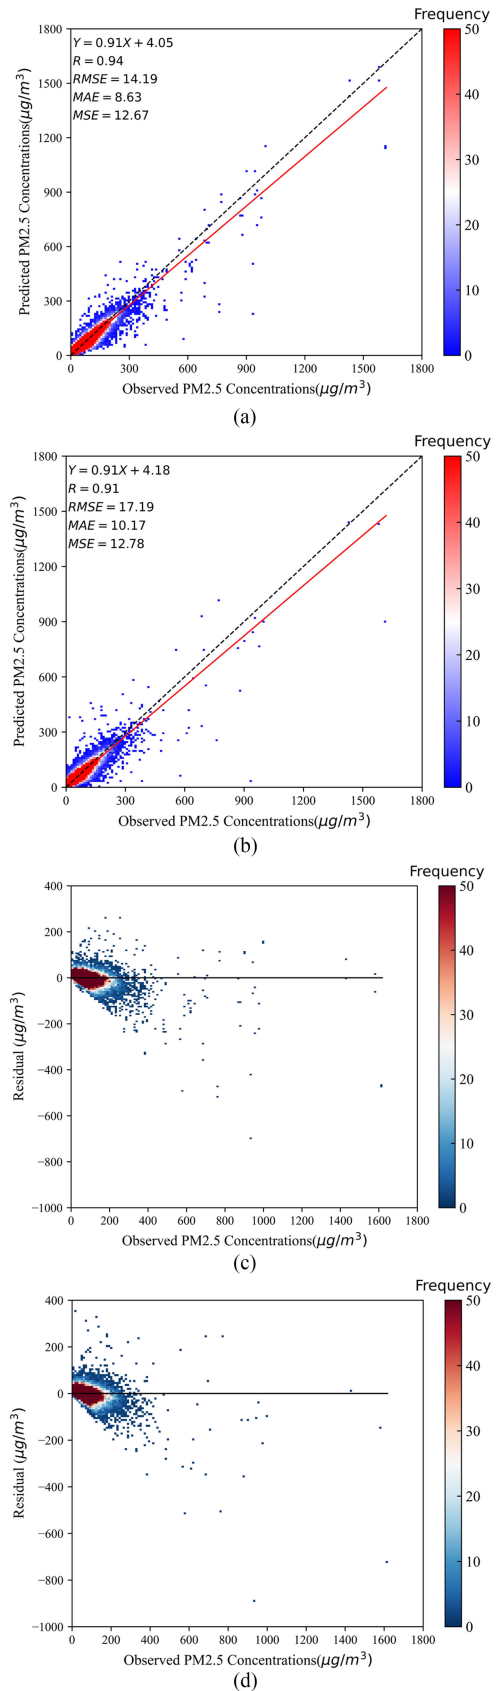 Frequency
Y = 0.91X + 4.05
R = 0.94
RMSE = 14.19
MAE = 8.63
MSE = 12.67
Predicted PM2.5 Concentrations(μg/m³)
1800
1500
1200
900
600
300
0
0 300 600 900 1200 1500 1800
Observed PM2.5 Concentrations(μg/m³)
50
40
30
20
10
0
(a)
Frequency
Y = 0.91X + 4.18
R = 0.91
RMSE = 17.19
MAE = 10.17
MSE = 12.78
Predicted PM2.5 Concentrations(μg/m³)
1800
1500
1200
900
600
300
0
0 300 600 900 1200 1500 1800
Observed PM2.5 Concentrations(μg/m³)
50
40
30
20
10
0
(b)
Frequency
Residual (μg/m³)
400
200
0
−200
−400
−600
−800
−1000
0 200 400 600 800 1000 1200 1400 1600 1800
Observed PM2.5 Concentrations(μg/m³)
50
40
30
20
10
0
(c)
Frequency
Residual (μg/m³)
400
200
0
−200
−400
−600
−800
−1000
0 200 400 600 800 1000 1200 1400 1600 1800
Observed PM2.5 Concentrations(μg/m³)
50
40
30
20
10
0
(d)